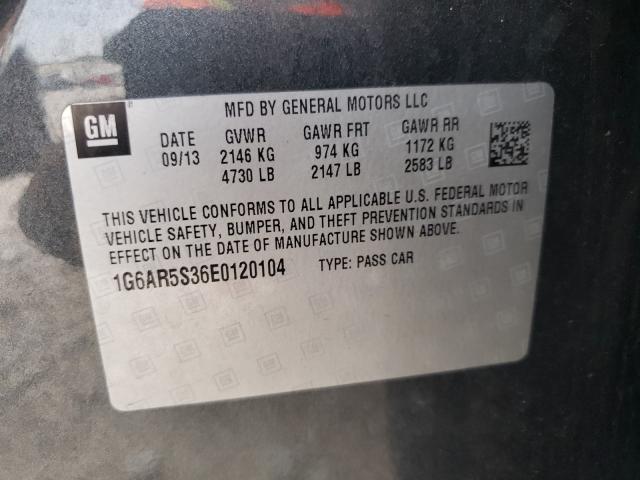 GM
MFD BY GENERAL MOTORS LLC
DATE GVWR GAWR FRT GAWR RR
09/13 2146 KG 974 KG 1172 KG
4730 LB 2147 LB 2583 LB
THIS VEHICLE CONFORMS TO ALL APPLICABLE U.S. FEDERAL MOTOR
VEHICLE SAFETY, BUMPER, AND THEFT PREVENTION STANDARDS IN
EFFECT ON THE DATE OF MANUFACTURE SHOWN ABOVE.
1G6AR5S36E0120104 TYPE: PASS CAR